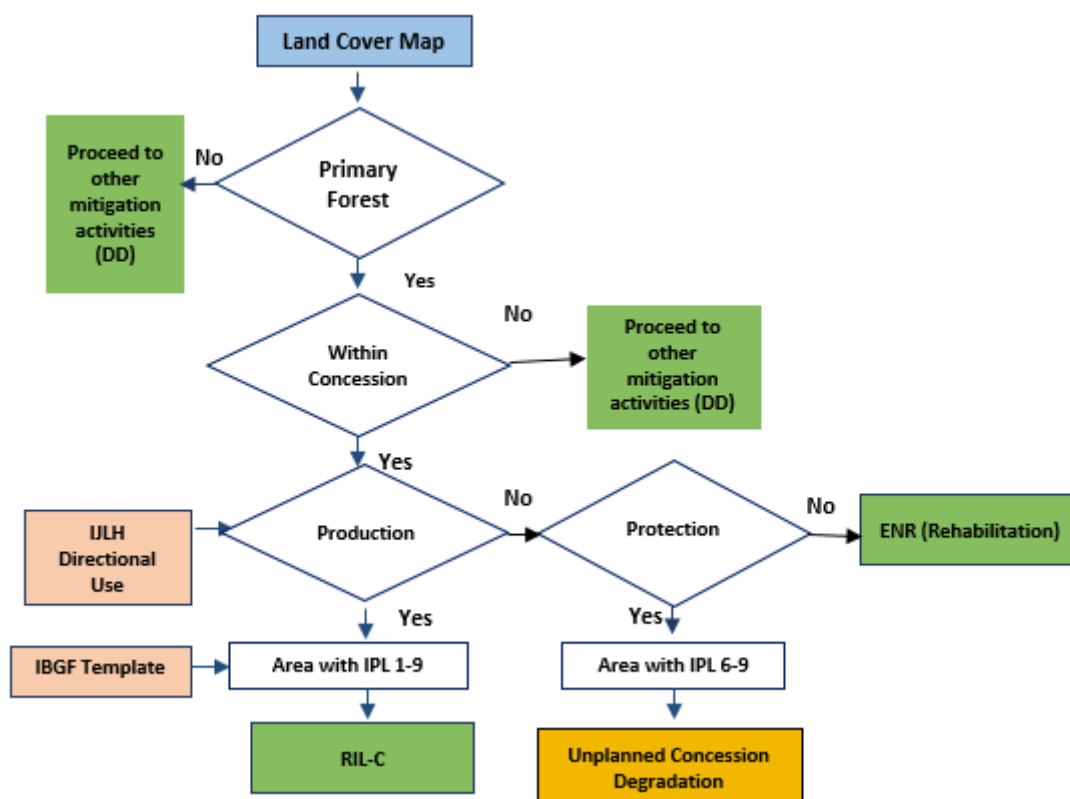 Land Cover Map
Proceed to
other
mitigation
activities
(DD)
No
Primary
Forest
Yes
No
Within
Concession
Proceed to
other
mitigation
activities (DD)
Yes
IJLH
Directional
Use
Production
No
Protection
No
ENR (Rehabilitation)
Yes
Yes
IBGF Template
Area with IPL 1-9
Area with IPL 6-9
RIL-C
Unplanned Concession
Degradation